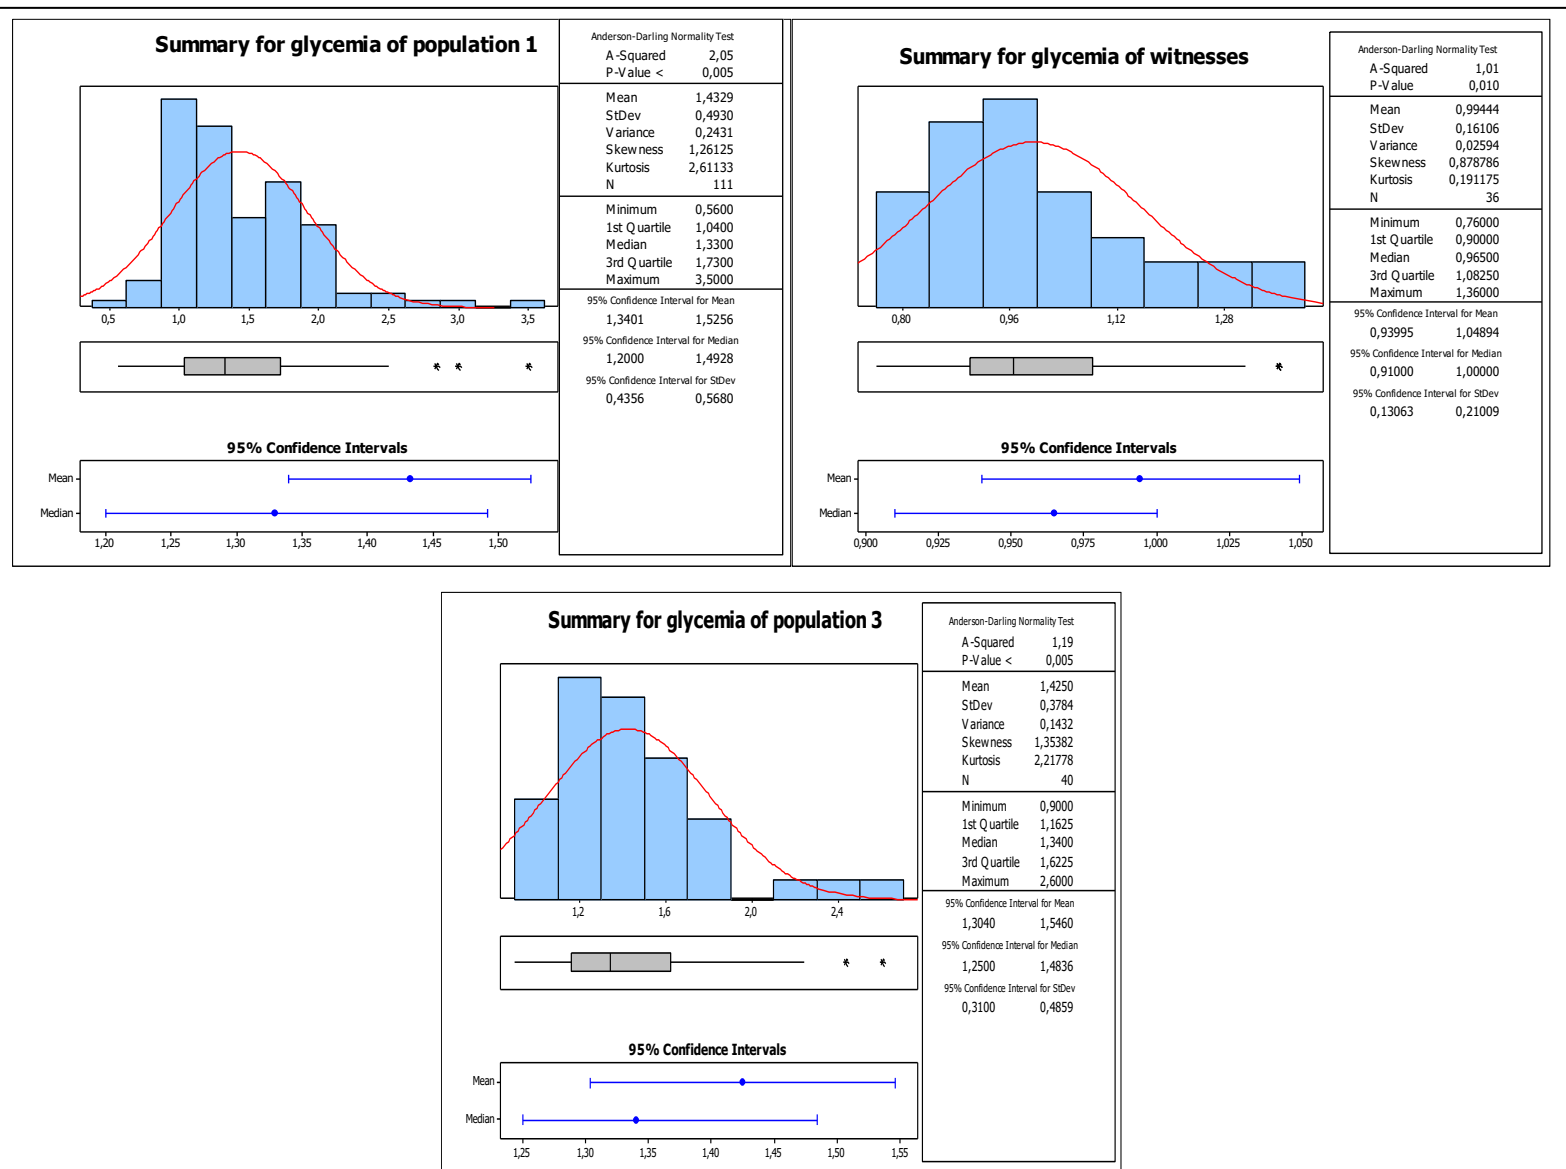 Summary for glycemia of population 1
Anderson-Darling Normality Test
A-Squared 2,05
P-Value < 0,005
Mean 1,4329
StDev 0,4930
Variance 0,2431
Skewness 1,26125
Kurtosis 2,61133
N 111
Minimum 0,5600
1st Quartile 1,0400
Median 1,3300
3rd Quartile 1,7300
Maximum 3,5000
95% Confidence Interval for Mean
1,3401 1,5256
95% Confidence Interval for Median
1,2000 1,4928
95% Confidence Interval for StDev
0,4356 0,5680
0,5 1,0 1,5 2,0 2,5 3,0 3,5
95% Confidence Intervals
Mean
Median
1,20 1,25 1,30 1,35 1,40 1,45 1,50
Summary for glycemia of witnesses
Anderson-Darling Normality Test
A-Squared 1,01
P-Value 0,010
Mean 0,99444
StDev 0,16106
Variance 0,02594
Skewness 0,878786
Kurtosis 0,191175
N 36
Minimum 0,76000
1st Quartile 0,90000
Median 0,96500
3rd Quartile 1,08250
Maximum 1,36000
95% Confidence Interval for Mean
0,93995 1,04894
95% Confidence Interval for Median
0,91000 1,00000
95% Confidence Interval for StDev
0,13063 0,21009
0,80 0,96 1,12 1,28
95% Confidence Intervals
Mean
Median
0,900 0,925 0,950 0,975 1,000 1,025 1,050
Summary for glycemia of population 3
Anderson-Darling Normality Test
A-Squared 1,19
P-Value < 0,005
Mean 1,4250
StDev 0,3784
Variance 0,1432
Skewness 1,35382
Kurtosis 2,21778
N 40
Minimum 0,9000
1st Quartile 1,1625
Median 1,3400
3rd Quartile 1,6225
Maximum 2,6000
95% Confidence Interval for Mean
1,3040 1,5460
95% Confidence Interval for Median
1,2500 1,4836
95% Confidence Interval for StDev
0,3100 0,4859
1,2 1,6 2,0 2,4
95% Confidence Intervals
Mean
Median
1,25 1,30 1,35 1,40 1,45 1,50 1,55